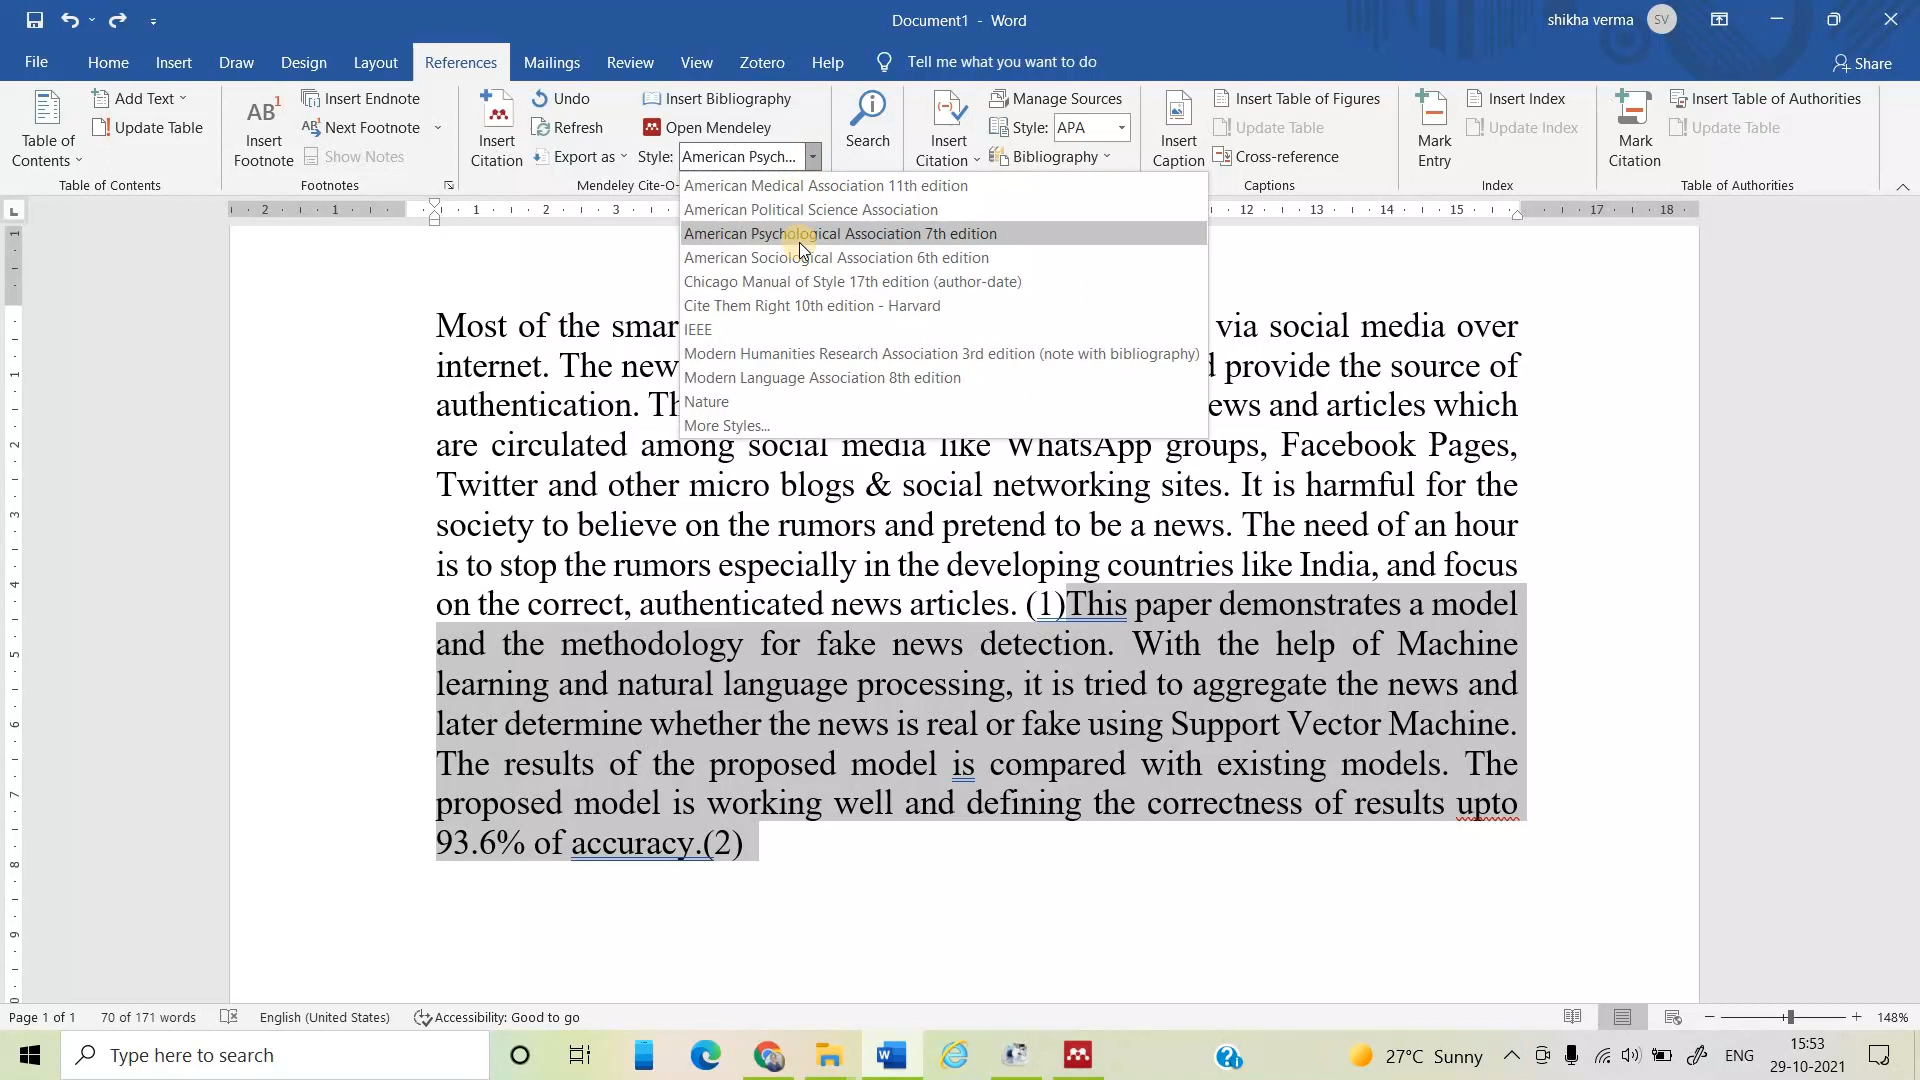 Document1 - Word
shikha verma
SV
File
Home
Insert
Draw
Design
Layout
References
Mailings
Review
View
Zotero
Help
Tell me what you want to do
Share
Table of
Contents
Add Text
Update Table
Table of Contents
AB1
Insert
Footnote
Insert Endnote
Next Footnote
Show Notes
Footnotes
Insert
Citation
Undo
Refresh
Export as
Insert Bibliography
Open Mendeley
Style: American Psych...
Mendeley Cite-O-
Search
Insert
Citation
Manage Sources
Style: APA
Bibliography
Insert
Caption
Insert Table of Figures
Update Table
Cross-reference
Captions
Mark
Entry
Insert Index
Update Index
Index
Mark
Citation
Insert Table of Authorities
Update Table
Table of Authorities
American Medical Association 11th edition
American Political Science Association
American Psychological Association 7th edition
American Sociological Association 6th edition
Chicago Manual of Style 17th edition (author-date)
Cite Them Right 10th edition - Harvard
IEEE
Modern Humanities Research Association 3rd edition (note with bibliography)
Modern Language Association 8th edition
Nature
More Styles...
2 1 1 2 3 12 13 14 15 17 18
Most of the smar via social media over
internet. The new provide the source of
authentication. Th ews and articles which
are circulated among social media like WhatsApp groups, Facebook Pages,
Twitter and other micro blogs & social networking sites. It is harmful for the
society to believe on the rumors and pretend to be a news. The need of an hour
is to stop the rumors especially in the developing countries like India, and focus
on the correct, authenticated news articles. (1)This paper demonstrates a model
and the methodology for fake news detection. With the help of Machine
learning and natural language processing, it is tried to aggregate the news and
later determine whether the news is real or fake using Support Vector Machine.
The results of the proposed model is compared with existing models. The
proposed model is working well and defining the correctness of results upto
93.6% of accuracy.(2)
Page 1 of 1
70 of 171 words
English (United States)
Accessibility: Good to go
148%
Type here to search
27°C Sunny
ENG
15:53
29-10-2021